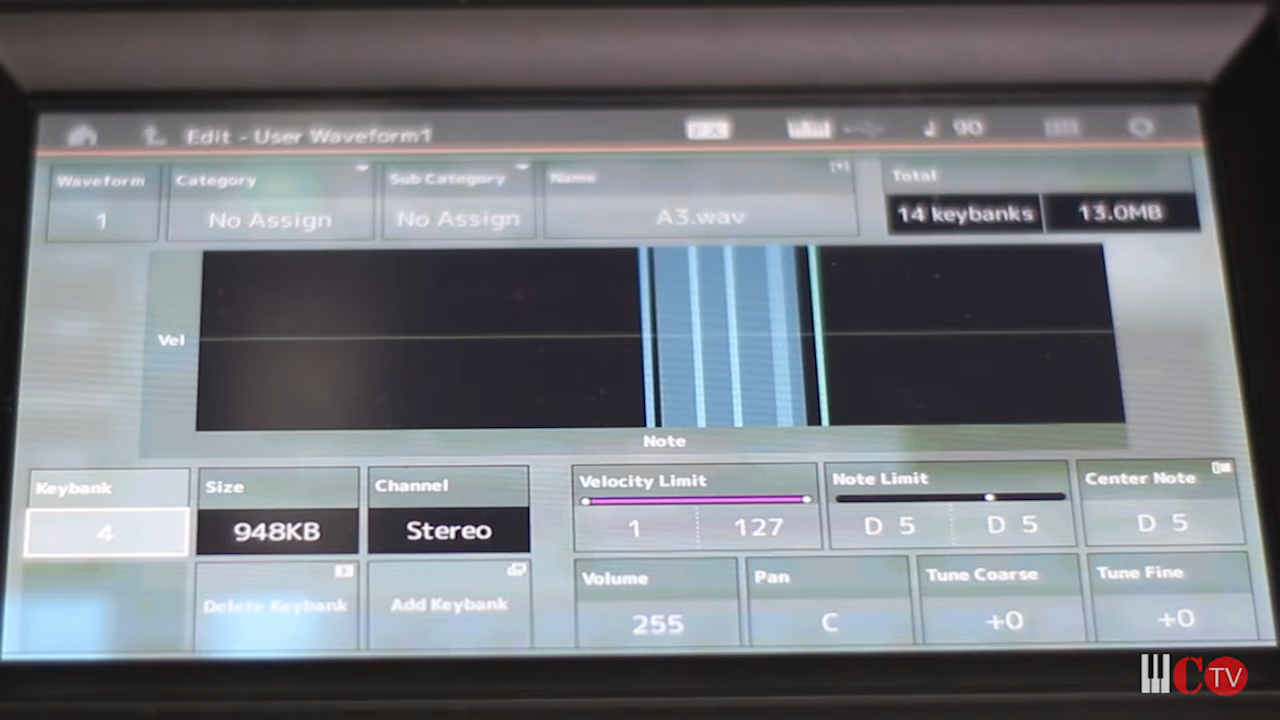 Edit - User Waveform1
FX
90
Waveform
1
Category
No Assign
Sub Category
No Assign
Name
A3.wav
Total
14 keybanks
13.0MB
Vel
Note
Keybank
4
Size
948KB
Channel
Stereo
Velocity Limit
1
127
Note Limit
D 5
D 5
Center Note
D 5
Delete Keybank
Add Keybank
Volume
255
Pan
C
Tune Coarse
+0
Tune Fine
+0
CTV